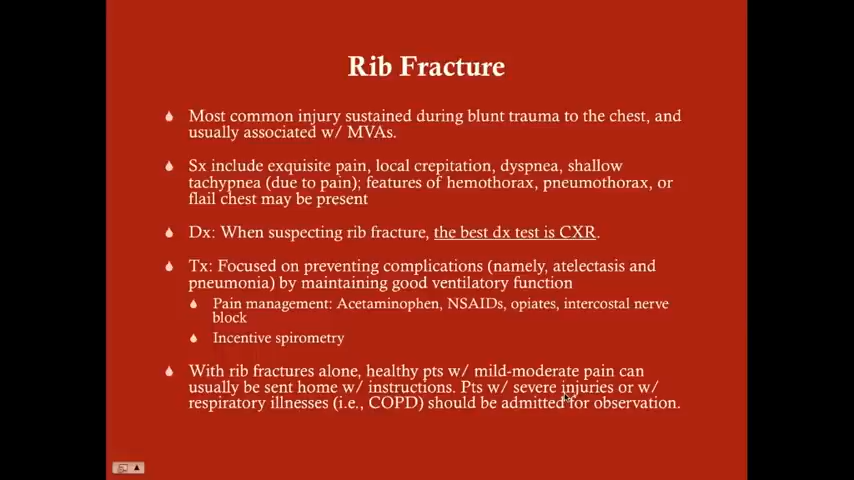 Rib Fracture
Most common injury sustained during blunt trauma to the chest, and
usually associated w/ MVAs.
Sx include exquisite pain, local crepitation, dyspnea, shallow
tachypnea (due to pain); features of hemothorax, pneumothorax, or
flail chest may be present
Dx: When suspecting rib fracture, the best dx test is CXR.
Tx: Focused on preventing complications (namely, atelectasis and
pneumonia) by maintaining good ventilatory function
Pain management: Acetaminophen, NSAIDs, opiates, intercostal nerve
block
Incentive spirometry
With rib fractures alone, healthy pts w/ mild-moderate pain can
usually be sent home w/ instructions. Pts w/ severe injuries or w/
respiratory illnesses (i.e., COPD) should be admitted for observation.